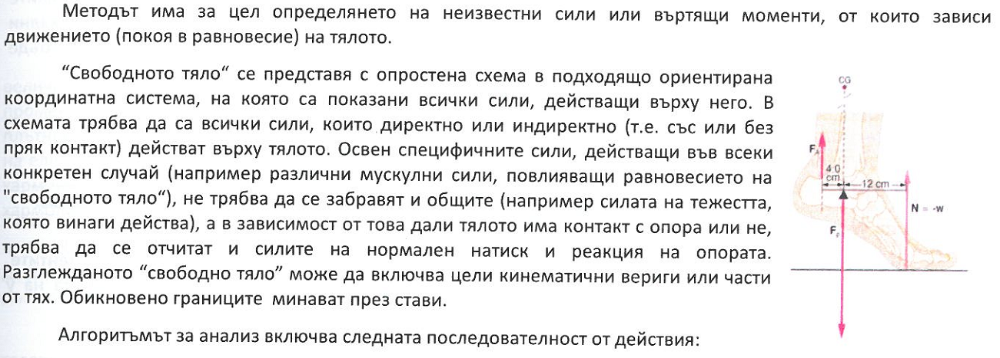 Методът има за цел определянето на неизвестни сили или въртящи моменти, от които зависи
движението (покоя в равновесие) на тялото.
“Свободното тяло“ се представя с опростена схема в подходящо ориентирана
координатна система, на която са показани всички сили, действащи върху него. В
схемата трябва да са всички сили, които директно или индиректно (т.е. със или без
пряк контакт) действат върху тялото. Освен специфичните сили, действащи във всеки
конкретен случай (например различни мускулни сили, повлияващи равновесието на
"свободното тяло“), не трябва да се забравят и общите (например силата на тежестта,
която винаги действа), а в зависимост от това дали тялото има контакт с опора или не,
трябва да се отчитат и силите на нормален натиск и реакция на опората.
Разглежданото “свободно тяло” може да включва цели кинематични вериги или части
от тях. Обикновено границите минават през стави.
Алгоритъмът за анализ включва следната последователност от действия:
CG
4.0
cm
12 cm
N = -w